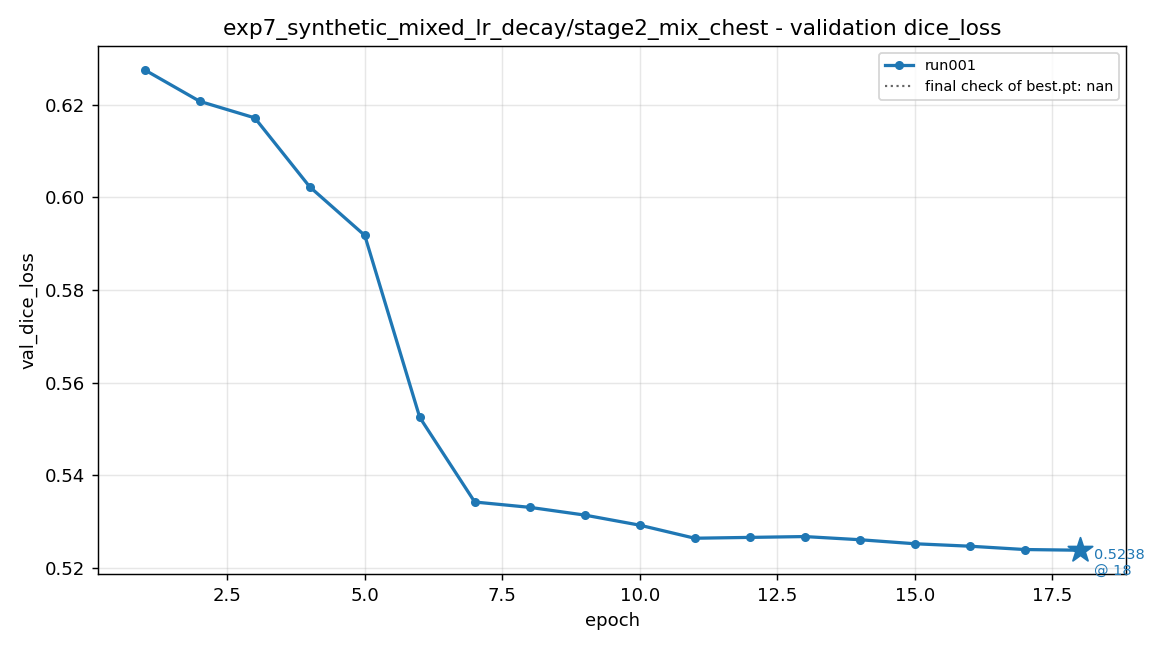 exp7_synthetic_mixed_lr_decay/stage2_mix_chest - validation dice_loss
run001
final check of best.pt: nan
val_dice_loss
0.62
0.60
0.58
0.56
0.54
0.52
0.5238
@ 18
2.5 5.0 7.5 10.0 12.5 15.0 17.5
epoch